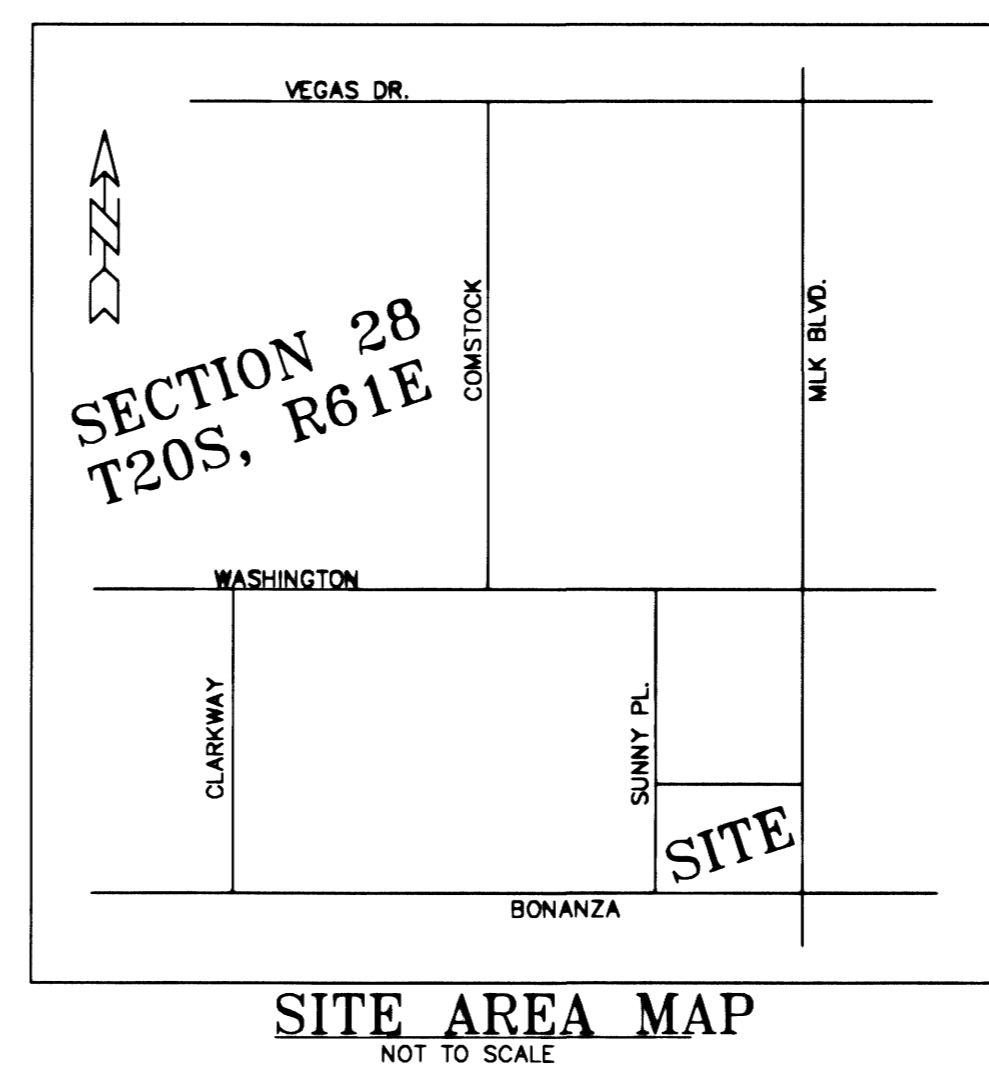 VEGAS DR.
N
COMSTOCK
MLK BLVD.
SECTION 28
T20S, R61E
WASHINGTON
CLARKWAY
SUNNY PL.
SITE
BONANZA
SITE AREA MAP
NOT TO SCALE